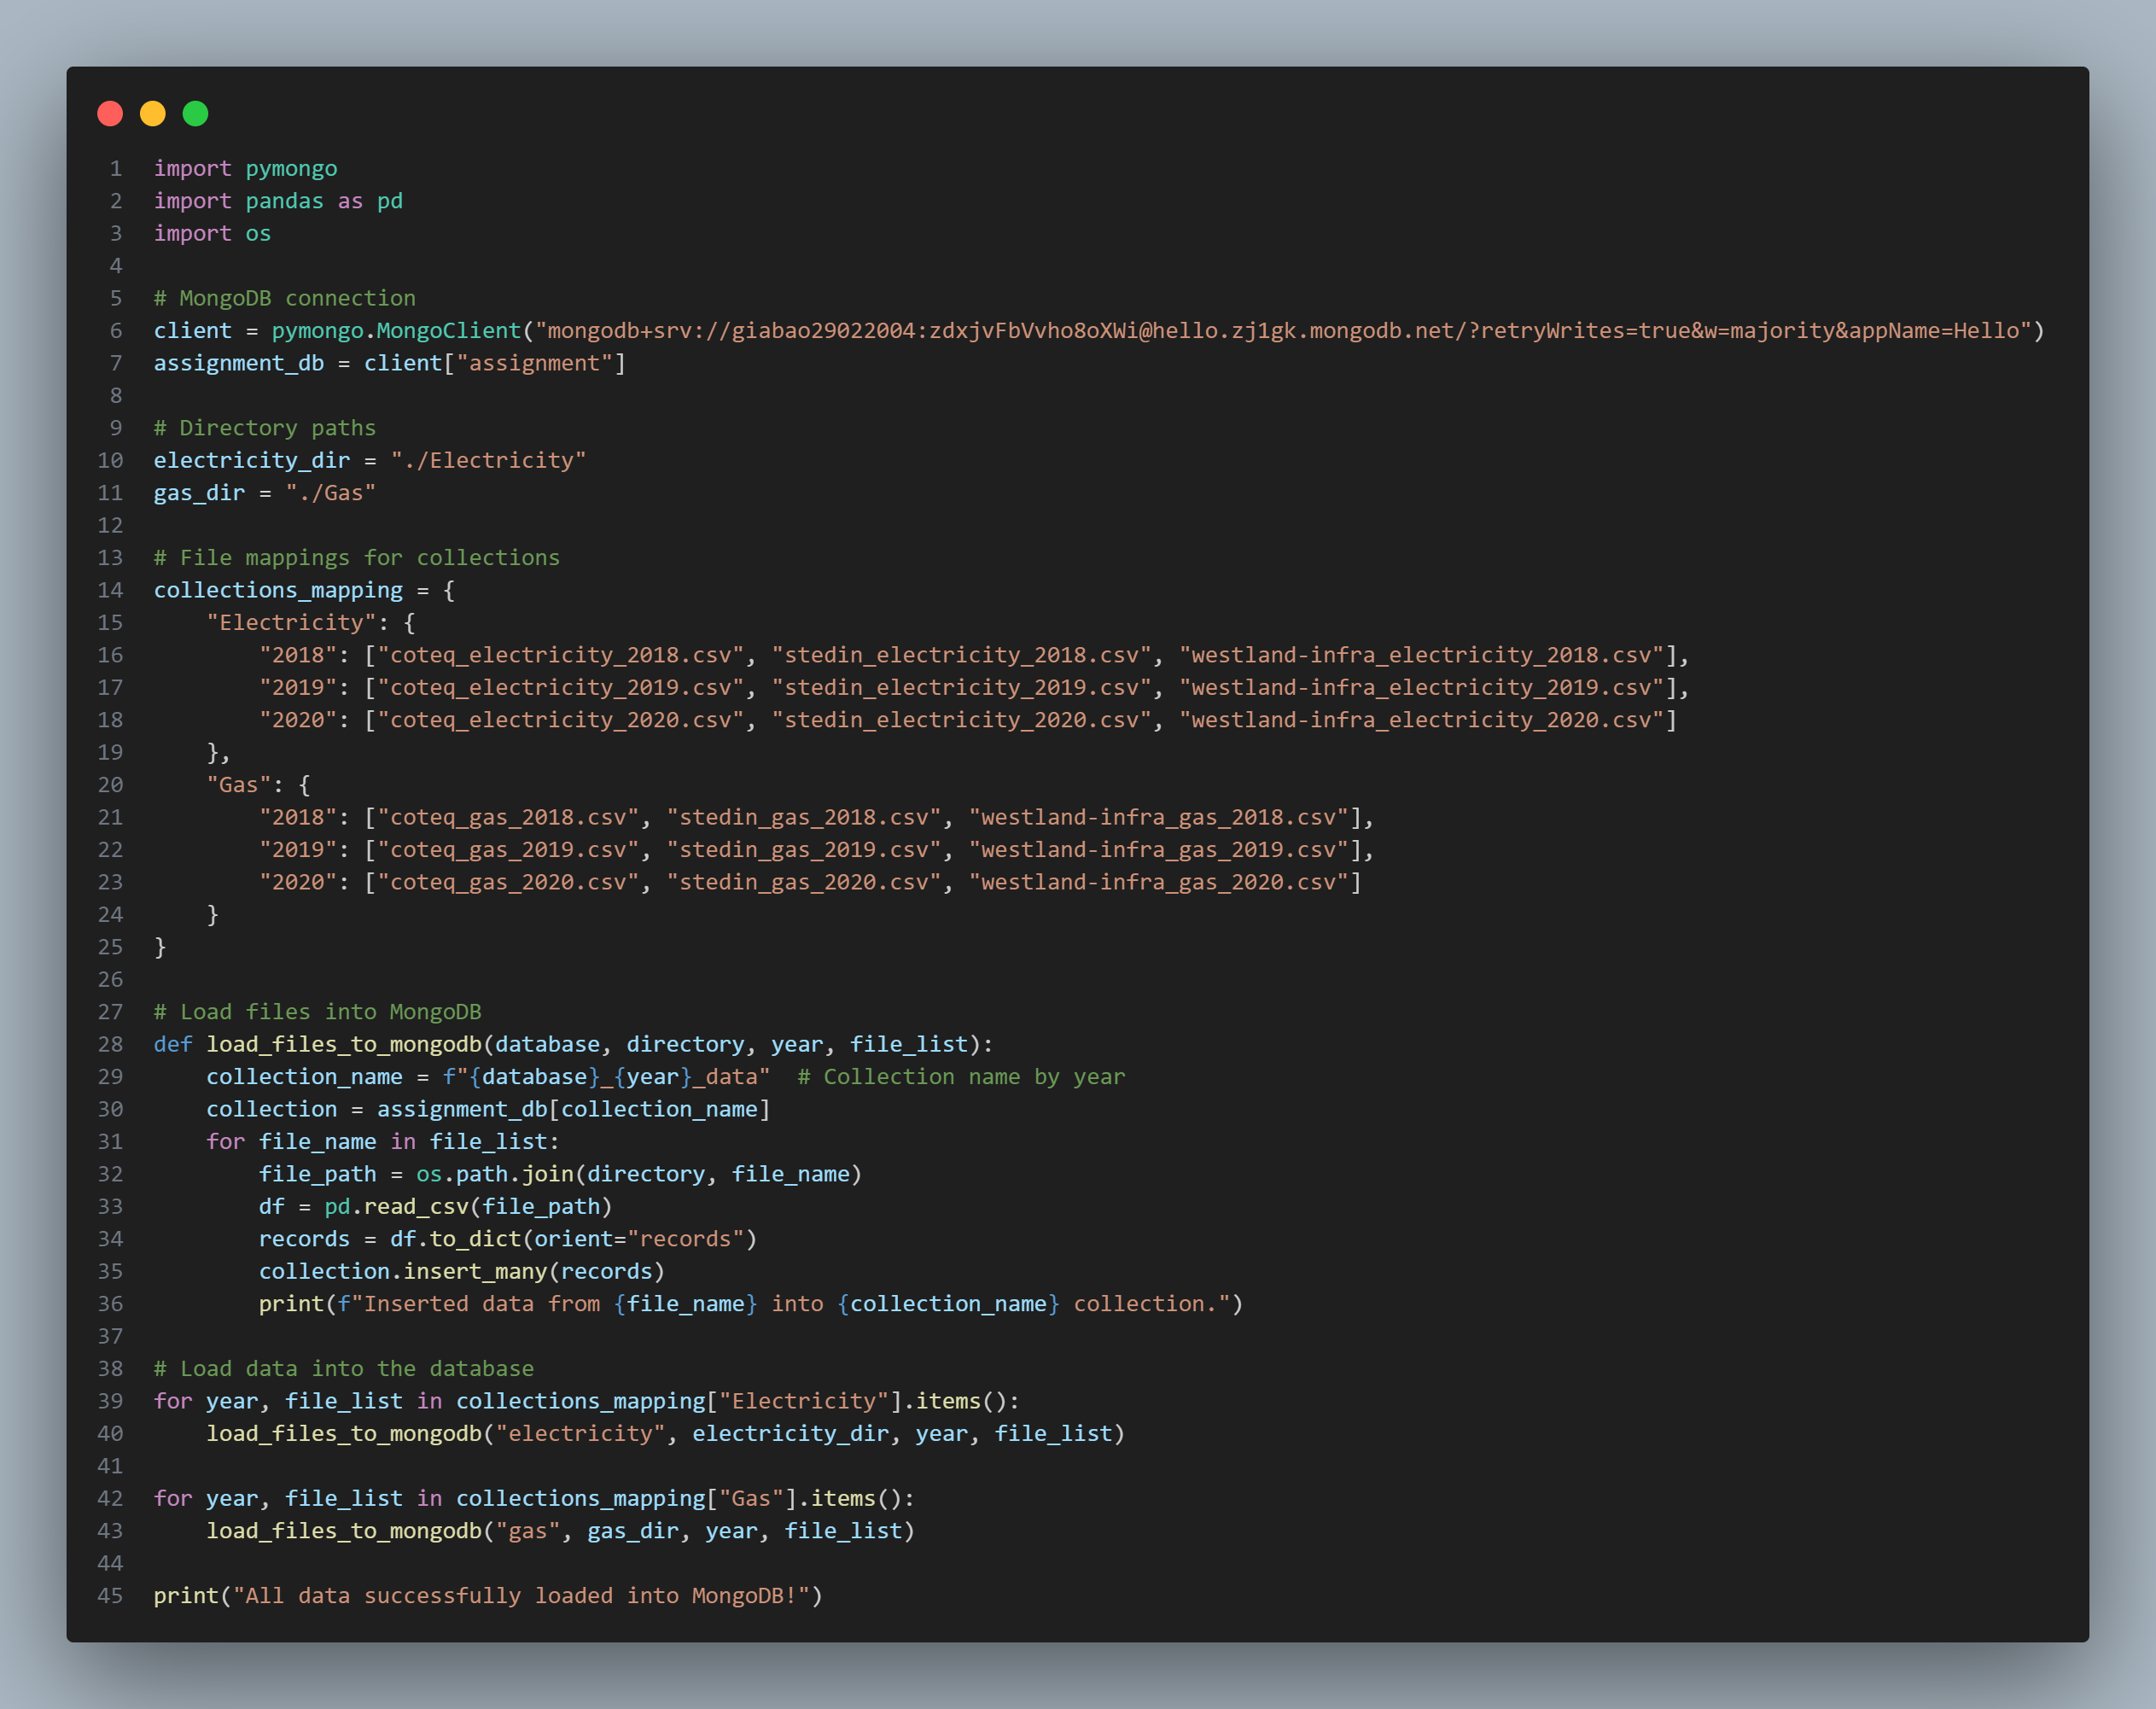 1 import pymongo
2 import pandas as pd
3 import os
4
5 # MongoDB connection
6 client = pymongo.MongoClient("mongodb+srv://giabao29022004:zdxjvFbVvho8oXWi@hello.zj1gk.mongodb.net/?retryWrites=true&w=majority&appName=Hello")
7 assignment_db = client["assignment"]
8
9 # Directory paths
10 electricity_dir = "./Electricity"
11 gas_dir = "./Gas"
12
13 # File mappings for collections
14 collections_mapping = {
15     "Electricity": {
16         "2018": ["coteq_electricity_2018.csv", "stedin_electricity_2018.csv", "westland-infra_electricity_2018.csv"],
17         "2019": ["coteq_electricity_2019.csv", "stedin_electricity_2019.csv", "westland-infra_electricity_2019.csv"],
18         "2020": ["coteq_electricity_2020.csv", "stedin_electricity_2020.csv", "westland-infra_electricity_2020.csv"]
19     },
20     "Gas": {
21         "2018": ["coteq_gas_2018.csv", "stedin_gas_2018.csv", "westland-infra_gas_2018.csv"],
22         "2019": ["coteq_gas_2019.csv", "stedin_gas_2019.csv", "westland-infra_gas_2019.csv"],
23         "2020": ["coteq_gas_2020.csv", "stedin_gas_2020.csv", "westland-infra_gas_2020.csv"]
24     }
25 }
26
27 # Load files into MongoDB
28 def load_files_to_mongodb(database, directory, year, file_list):
29     collection_name = f"{database}_{year}_data"  # Collection name by year
30     collection = assignment_db[collection_name]
31     for file_name in file_list:
32         file_path = os.path.join(directory, file_name)
33         df = pd.read_csv(file_path)
34         records = df.to_dict(orient="records")
35         collection.insert_many(records)
36         print(f"Inserted data from {file_name} into {collection_name} collection.")
37
38 # Load data into the database
39 for year, file_list in collections_mapping["Electricity"].items():
40     load_files_to_mongodb("electricity", electricity_dir, year, file_list)
41
42 for year, file_list in collections_mapping["Gas"].items():
43     load_files_to_mongodb("gas", gas_dir, year, file_list)
44
45 print("All data successfully loaded into MongoDB!")